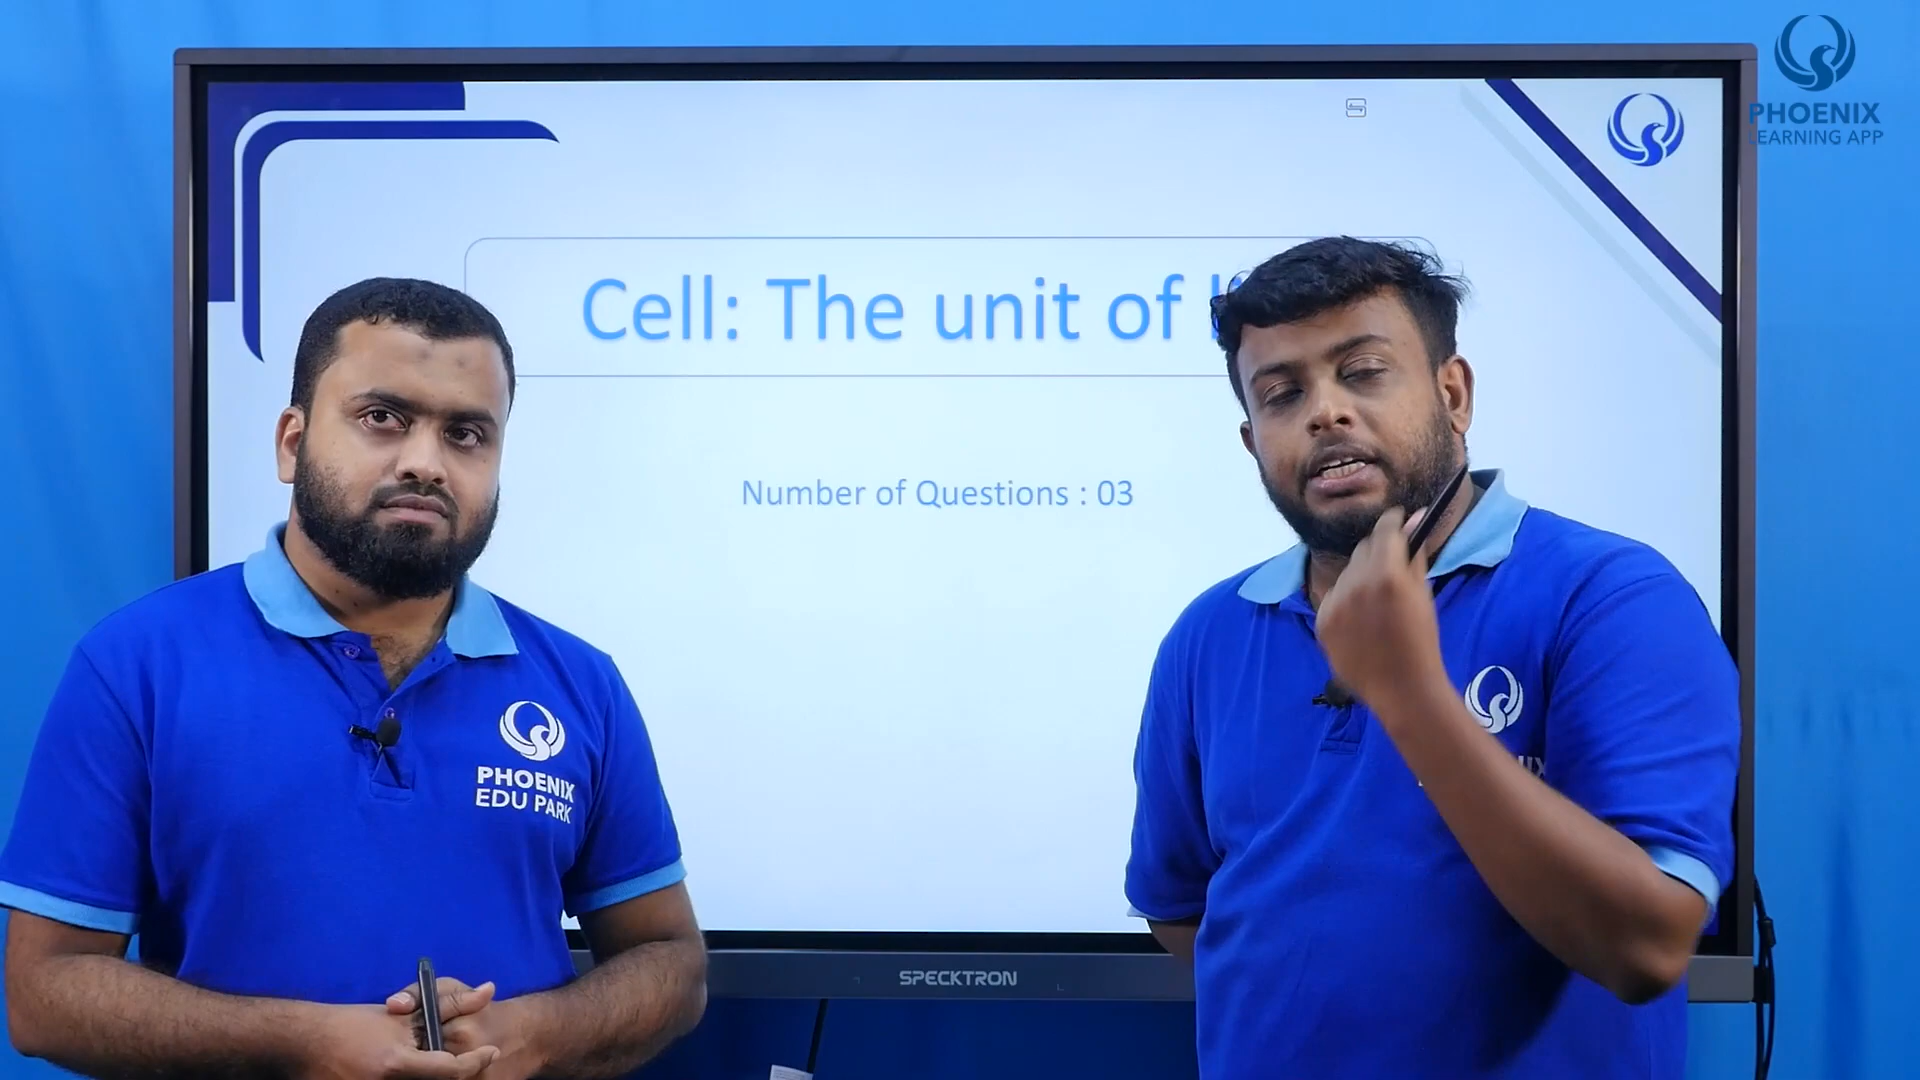 PHOENIX
LEARNING APP
Cell: The unit of
Number of Questions : 03
PHOENIX
EDU PARK
SPECKTRON